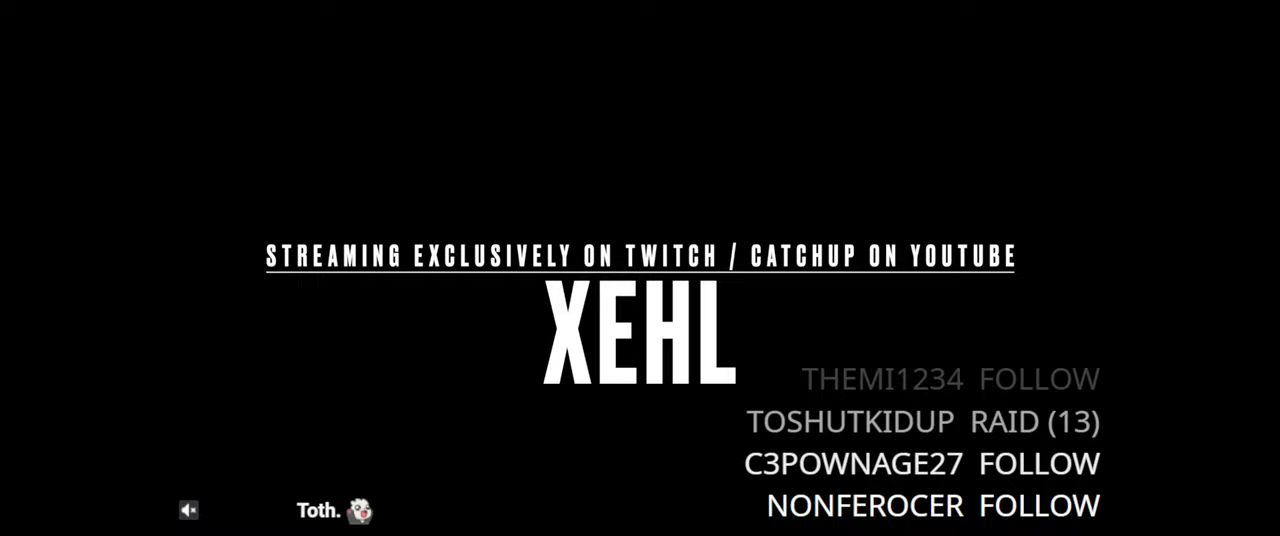 STREAMING EXCLUSIVELY ON TWITCH / CATCHUP ON YOUTUBE
XEHL
THEMI1234 FOLLOW
TOSHUTKIDUP RAID (13)
C3POWNAGE27 FOLLOW
NONFEROCER FOLLOW
Toth.